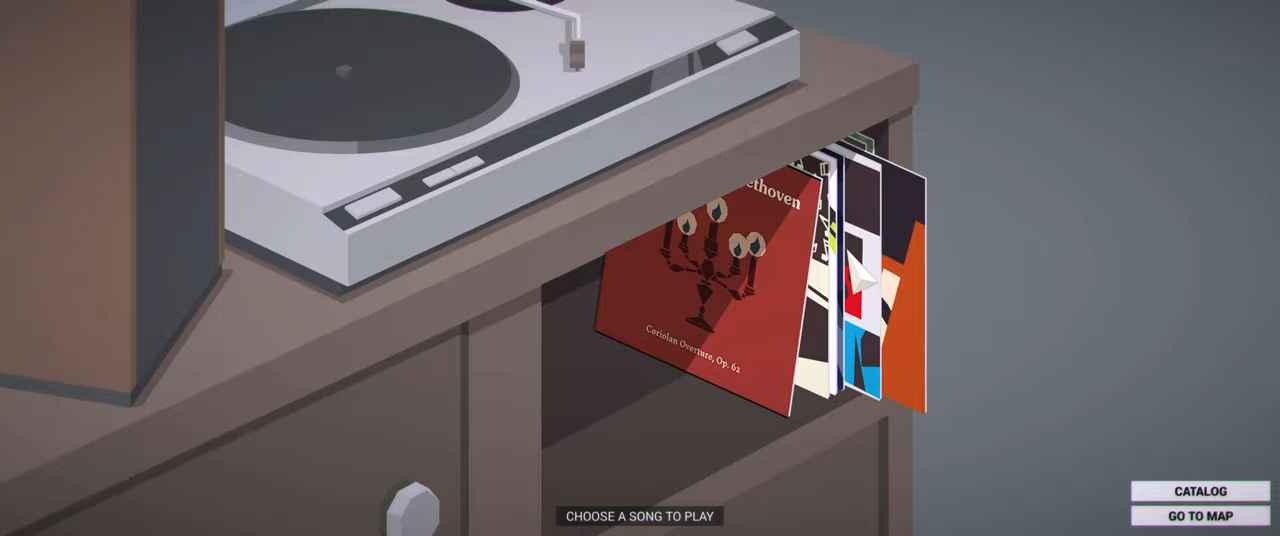 ethoven
Coriolan Overture, Op. 62
CATALOG
CHOOSE A SONG TO PLAY
GO TO MAP